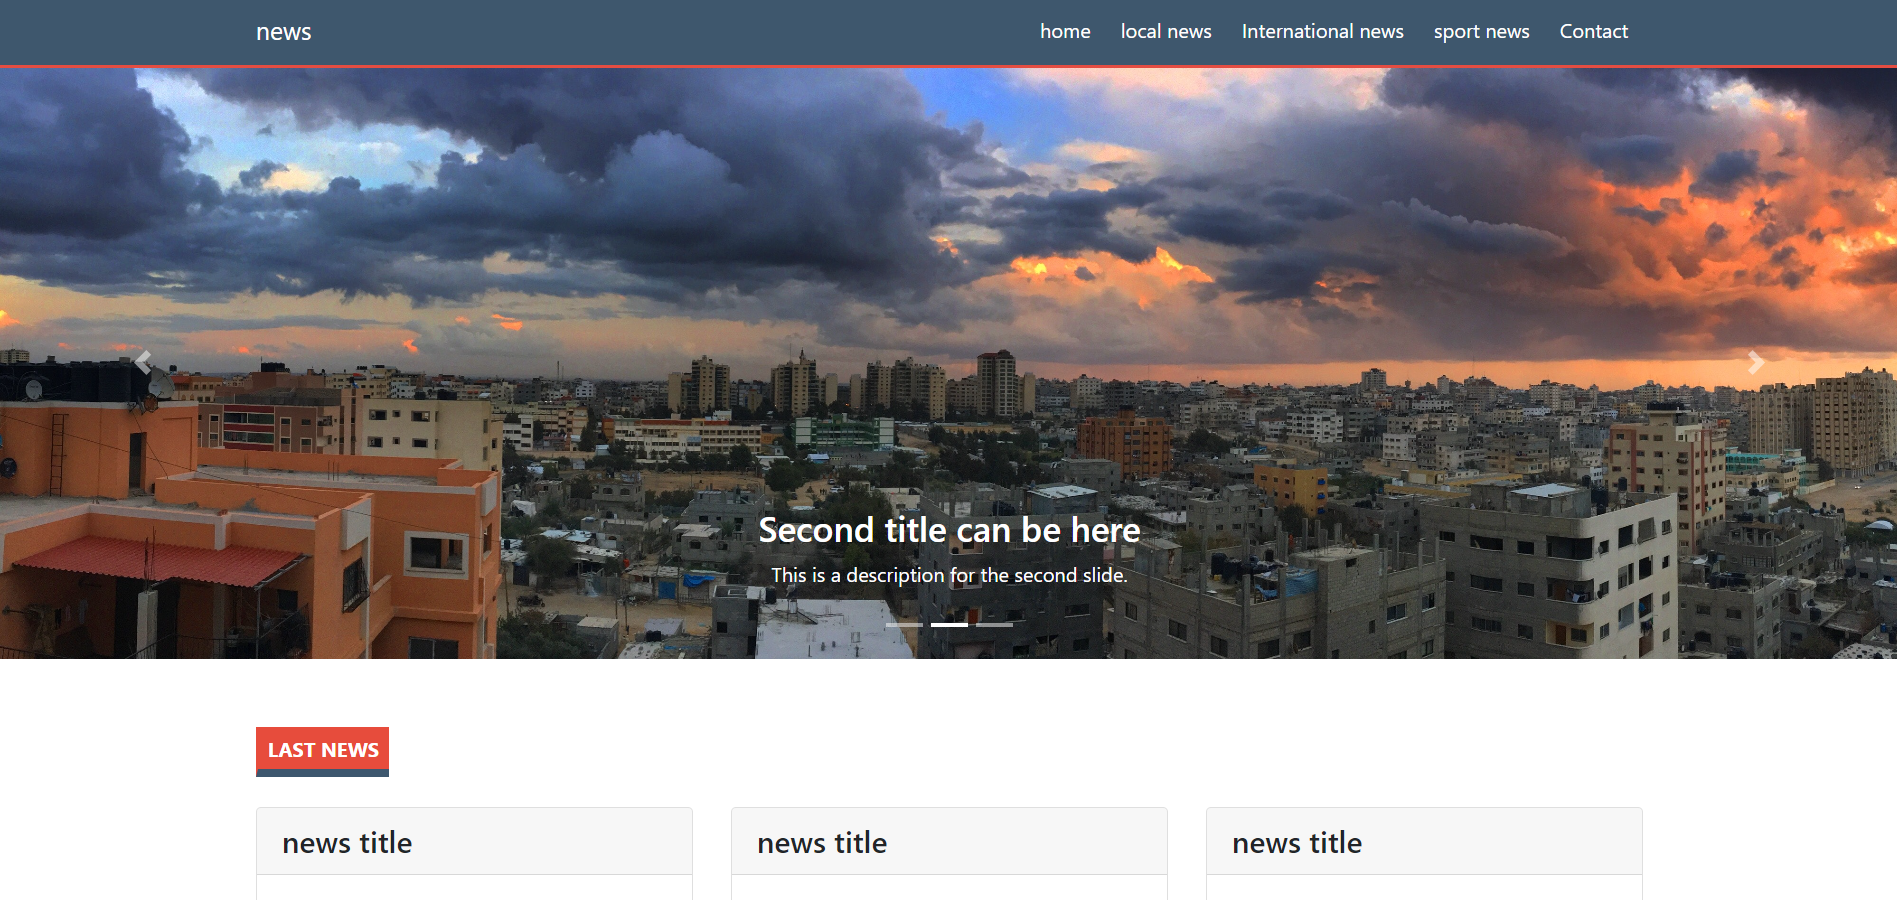 news
home local news International news sport news Contact
Second title can be here
This is a description for the second slide.
LAST NEWS
news title
news title
news title